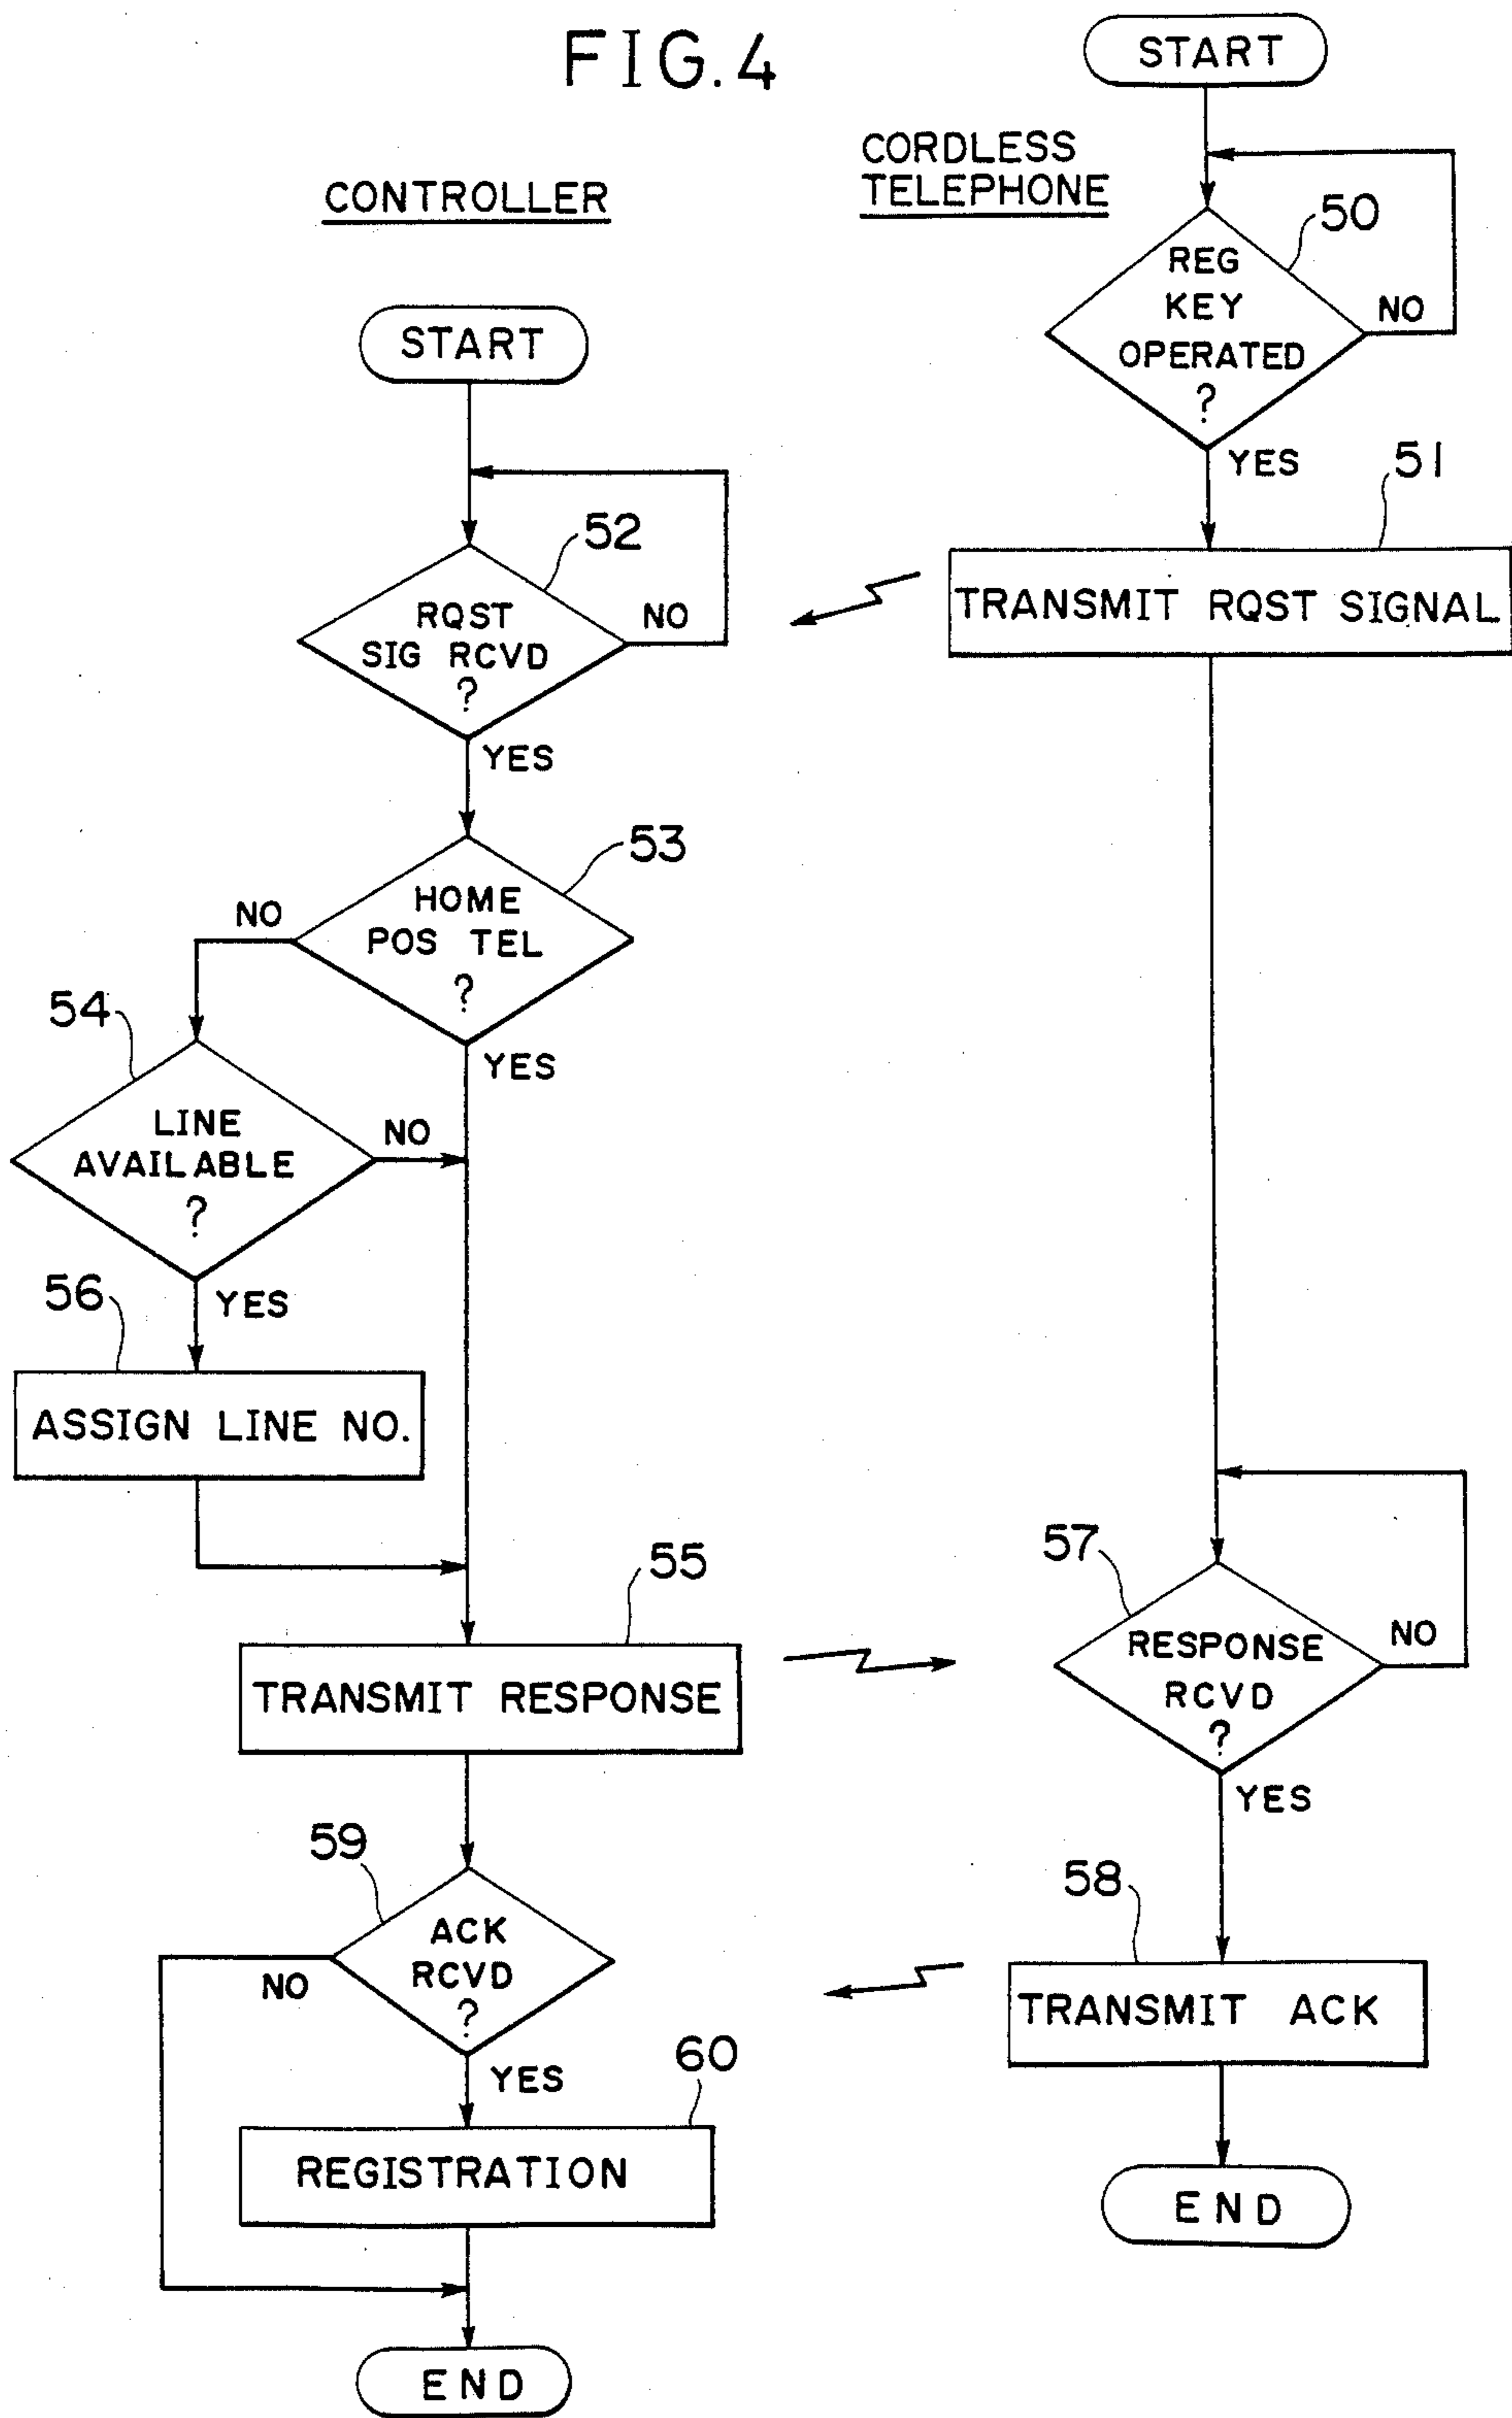 FIG.4
CONTROLLER
START
52
RQST
SIG RCVD
?
NO
YES
53
HOME
POS TEL
?
NO
YES
54
LINE
AVAILABLE
?
NO
YES
56
ASSIGN LINE NO.
55
TRANSMIT RESPONSE
59
ACK
RCVD
?
NO
YES
60
REGISTRATION
END
CORDLESS
TELEPHONE
START
50
REG
KEY
OPERATED
?
NO
YES
51
TRANSMIT RQST SIGNAL
57
RESPONSE
RCVD
?
NO
YES
58
TRANSMIT ACK
END